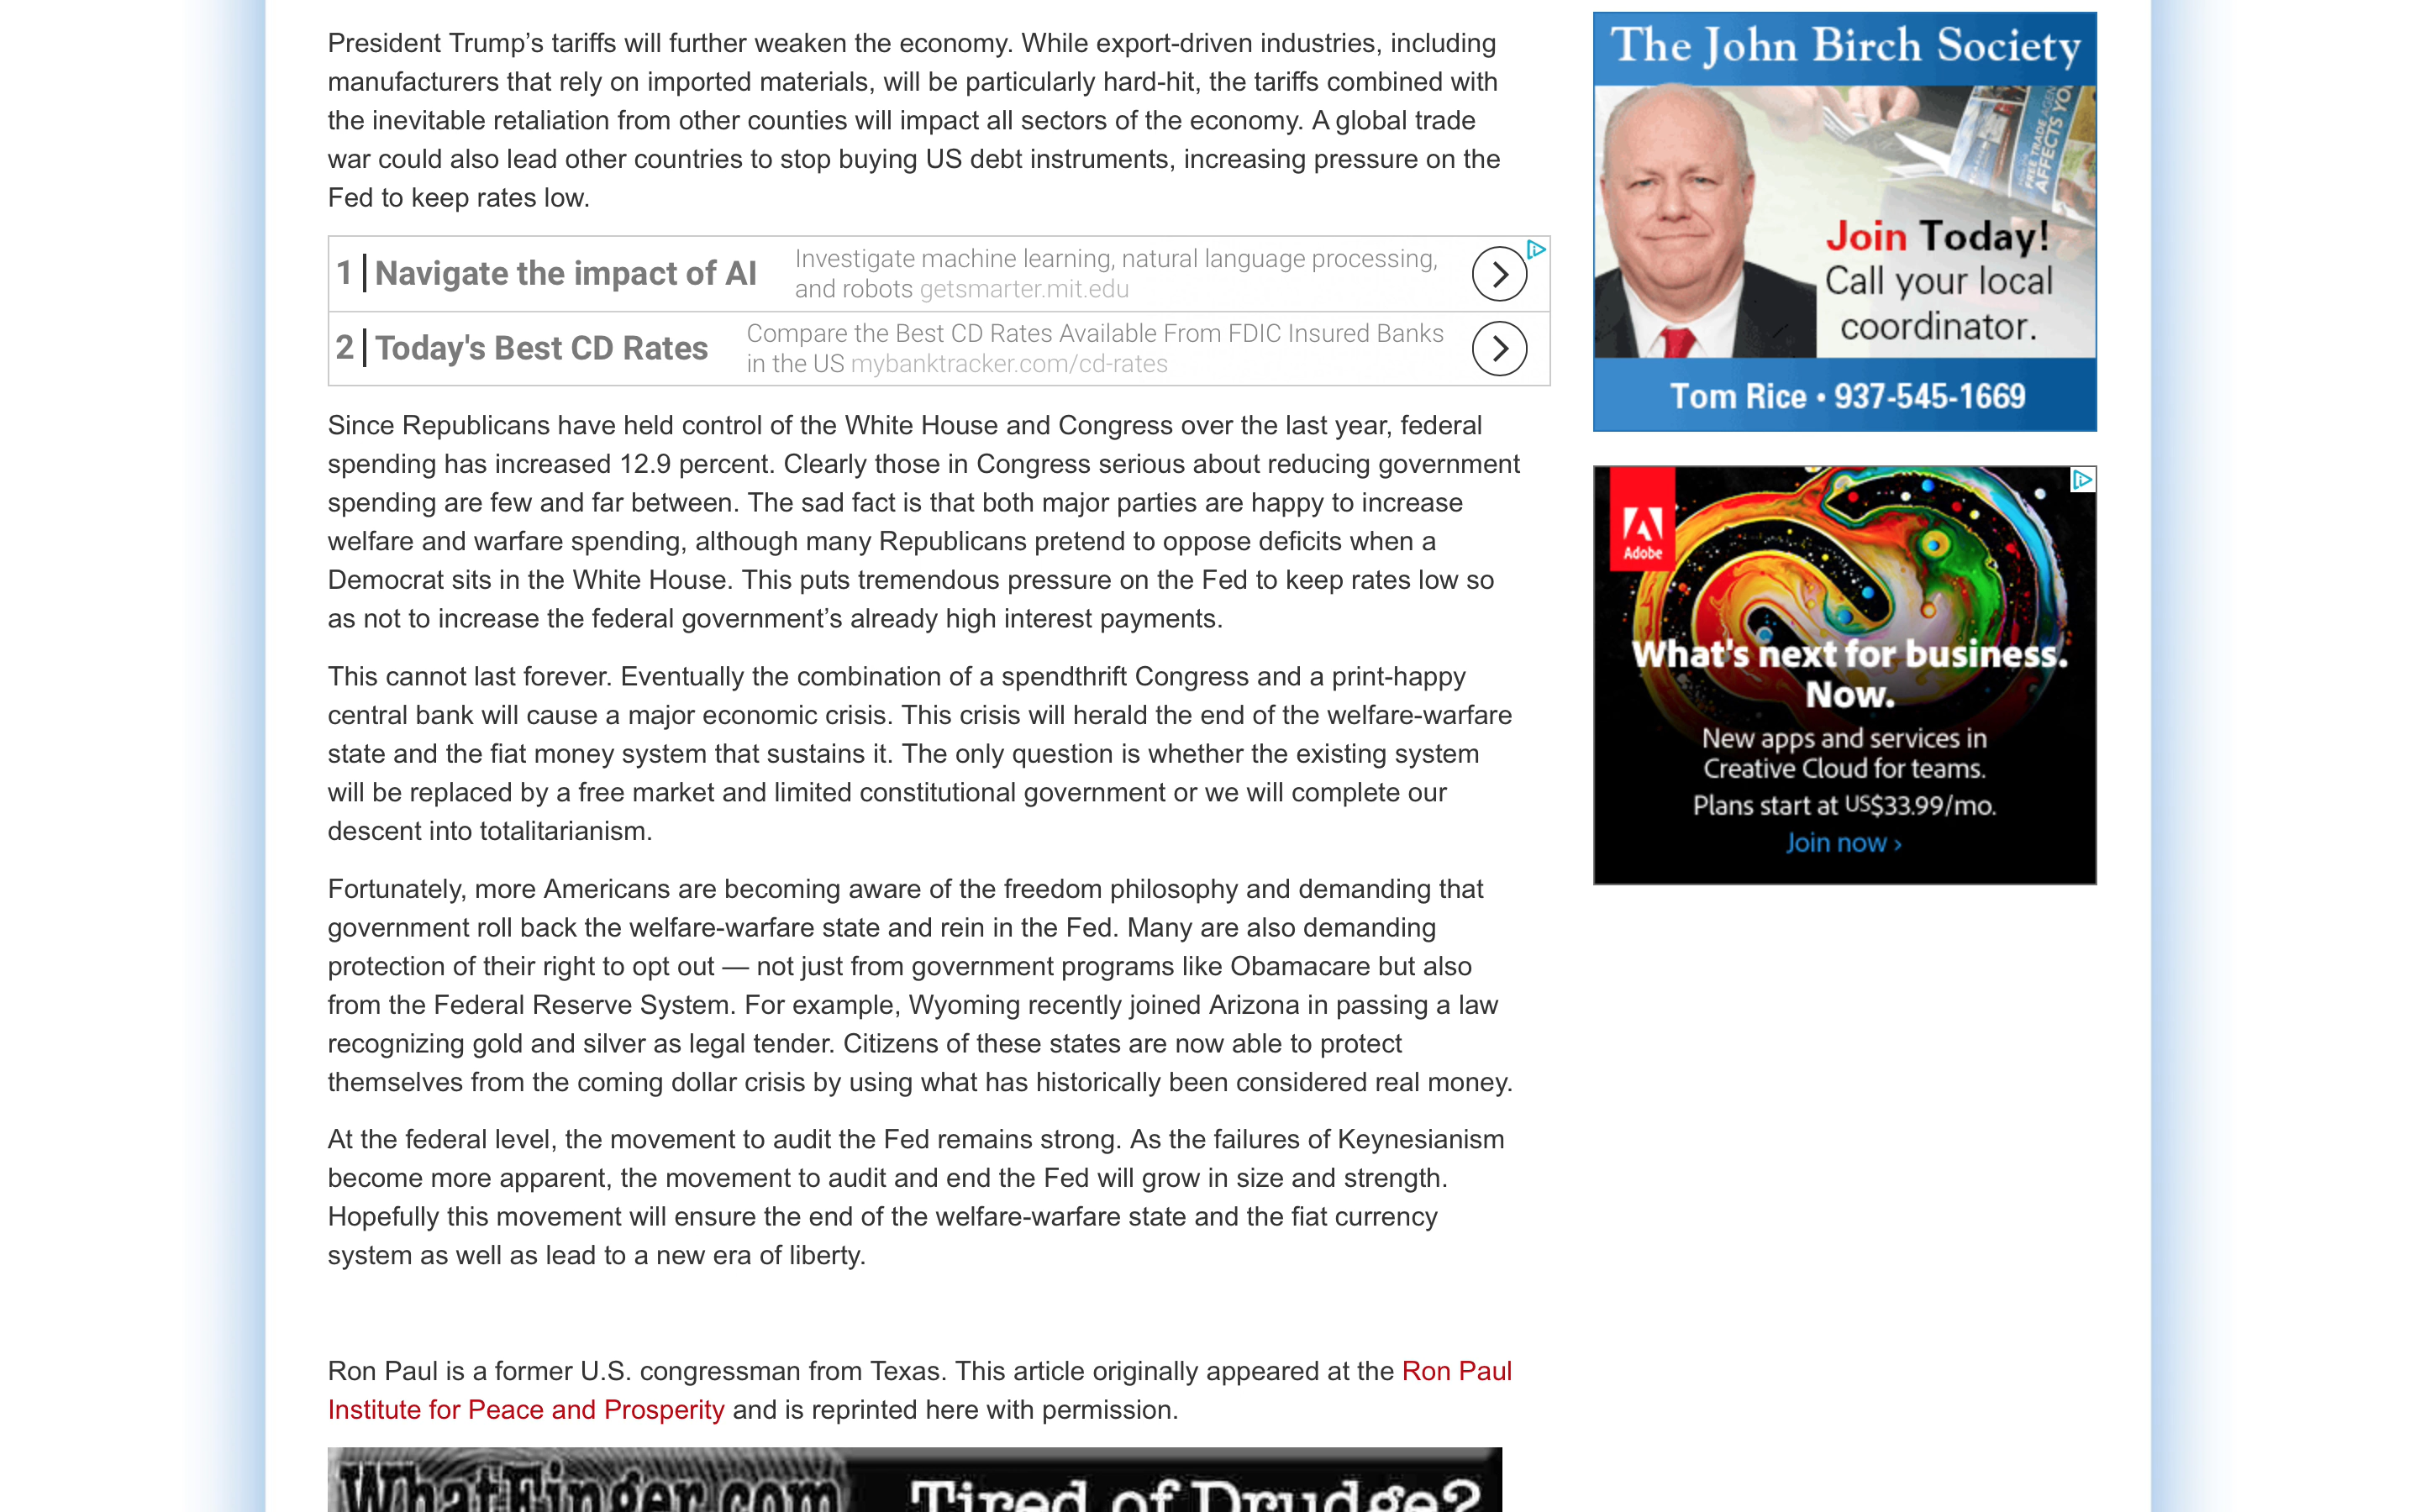 President Trump’s tariffs will further weaken the economy. While export-driven industries, including
manufacturers that rely on imported materials, will be particularly hard-hit, the tariffs combined with
the inevitable retaliation from other counties will impact all sectors of the economy. A global trade
war could also lead other countries to stop buying US debt instruments, increasing pressure on the
Fed to keep rates low.
1 Navigate the impact of AI
Investigate machine learning, natural language processing,
and robots getsmarter.mit.edu
2 Today's Best CD Rates
Compare the Best CD Rates Available From FDIC Insured Banks
in the US mybanktracker.com/cd-rates
Since Republicans have held control of the White House and Congress over the last year, federal
spending has increased 12.9 percent. Clearly those in Congress serious about reducing government
spending are few and far between. The sad fact is that both major parties are happy to increase
welfare and warfare spending, although many Republicans pretend to oppose deficits when a
Democrat sits in the White House. This puts tremendous pressure on the Fed to keep rates low so
as not to increase the federal government’s already high interest payments.
This cannot last forever. Eventually the combination of a spendthrift Congress and a print-happy
central bank will cause a major economic crisis. This crisis will herald the end of the welfare-warfare
state and the fiat money system that sustains it. The only question is whether the existing system
will be replaced by a free market and limited constitutional government or we will complete our
descent into totalitarianism.
Fortunately, more Americans are becoming aware of the freedom philosophy and demanding that
government roll back the welfare-warfare state and rein in the Fed. Many are also demanding
protection of their right to opt out — not just from government programs like Obamacare but also
from the Federal Reserve System. For example, Wyoming recently joined Arizona in passing a law
recognizing gold and silver as legal tender. Citizens of these states are now able to protect
themselves from the coming dollar crisis by using what has historically been considered real money.
At the federal level, the movement to audit the Fed remains strong. As the failures of Keynesianism
become more apparent, the movement to audit and end the Fed will grow in size and strength.
Hopefully this movement will ensure the end of the welfare-warfare state and the fiat currency
system as well as lead to a new era of liberty.
Ron Paul is a former U.S. congressman from Texas. This article originally appeared at the Ron Paul
Institute for Peace and Prosperity and is reprinted here with permission.
WhatFinger.com Tired of Drudge?
The John Birch Society
FREE TRADE AGEN
AFFECTS YO
Join Today!
Call your local
coordinator.
Tom Rice • 937-545-1669
Adobe
What's next for business.
Now.
New apps and services in
Creative Cloud for teams.
Plans start at US$33.99/mo.
Join now ›